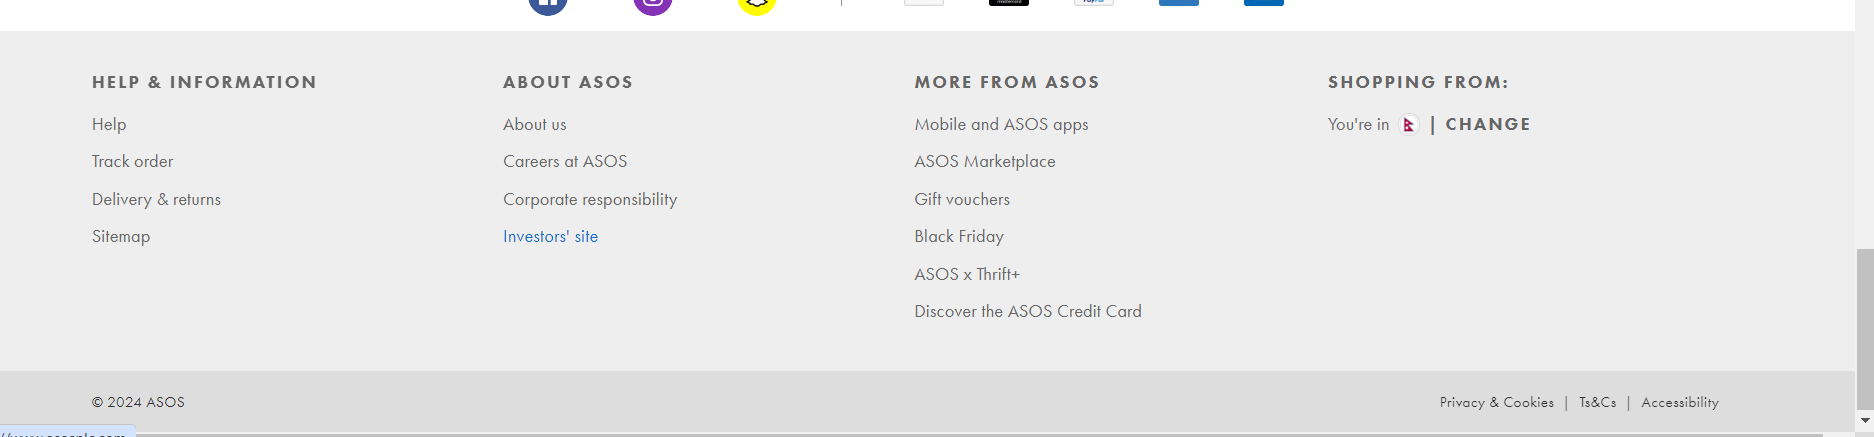 HELP & INFORMATION
Help
Track order
Delivery & returns
Sitemap
ABOUT ASOS
About us
Careers at ASOS
Corporate responsibility
Investors' site
MORE FROM ASOS
Mobile and ASOS apps
ASOS Marketplace
Gift vouchers
Black Friday
ASOS x Thrift+
Discover the ASOS Credit Card
SHOPPING FROM:
You're in | CHANGE
© 2024 ASOS
Privacy & Cookies | Ts&Cs | Accessibility